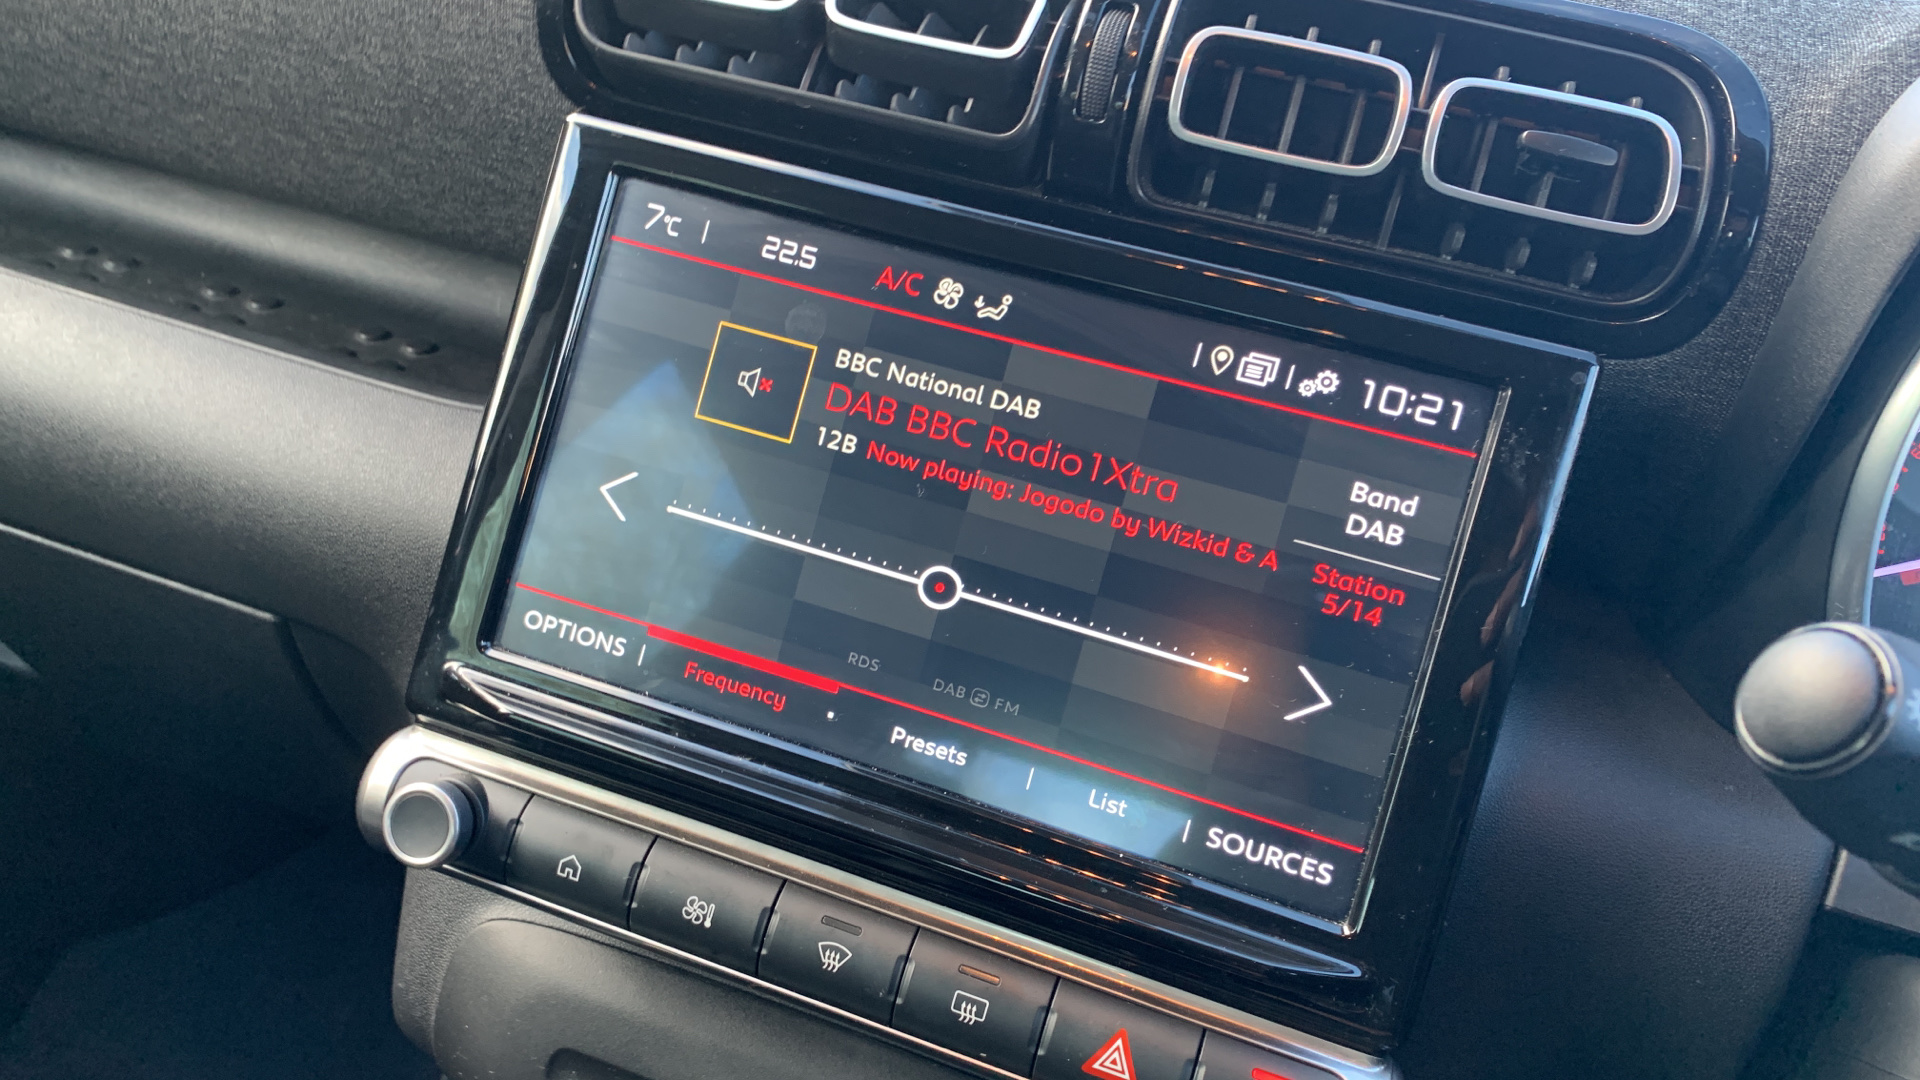 7°C | 22.5 A/C 10:21
BBC National DAB
DAB BBC Radio 1Xtra
12B Now playing: Jogodo by Wizkid & A
Band
DAB
Station
5/14
RDS
DAB FM
OPTIONS | Frequency
Presets | List | SOURCES